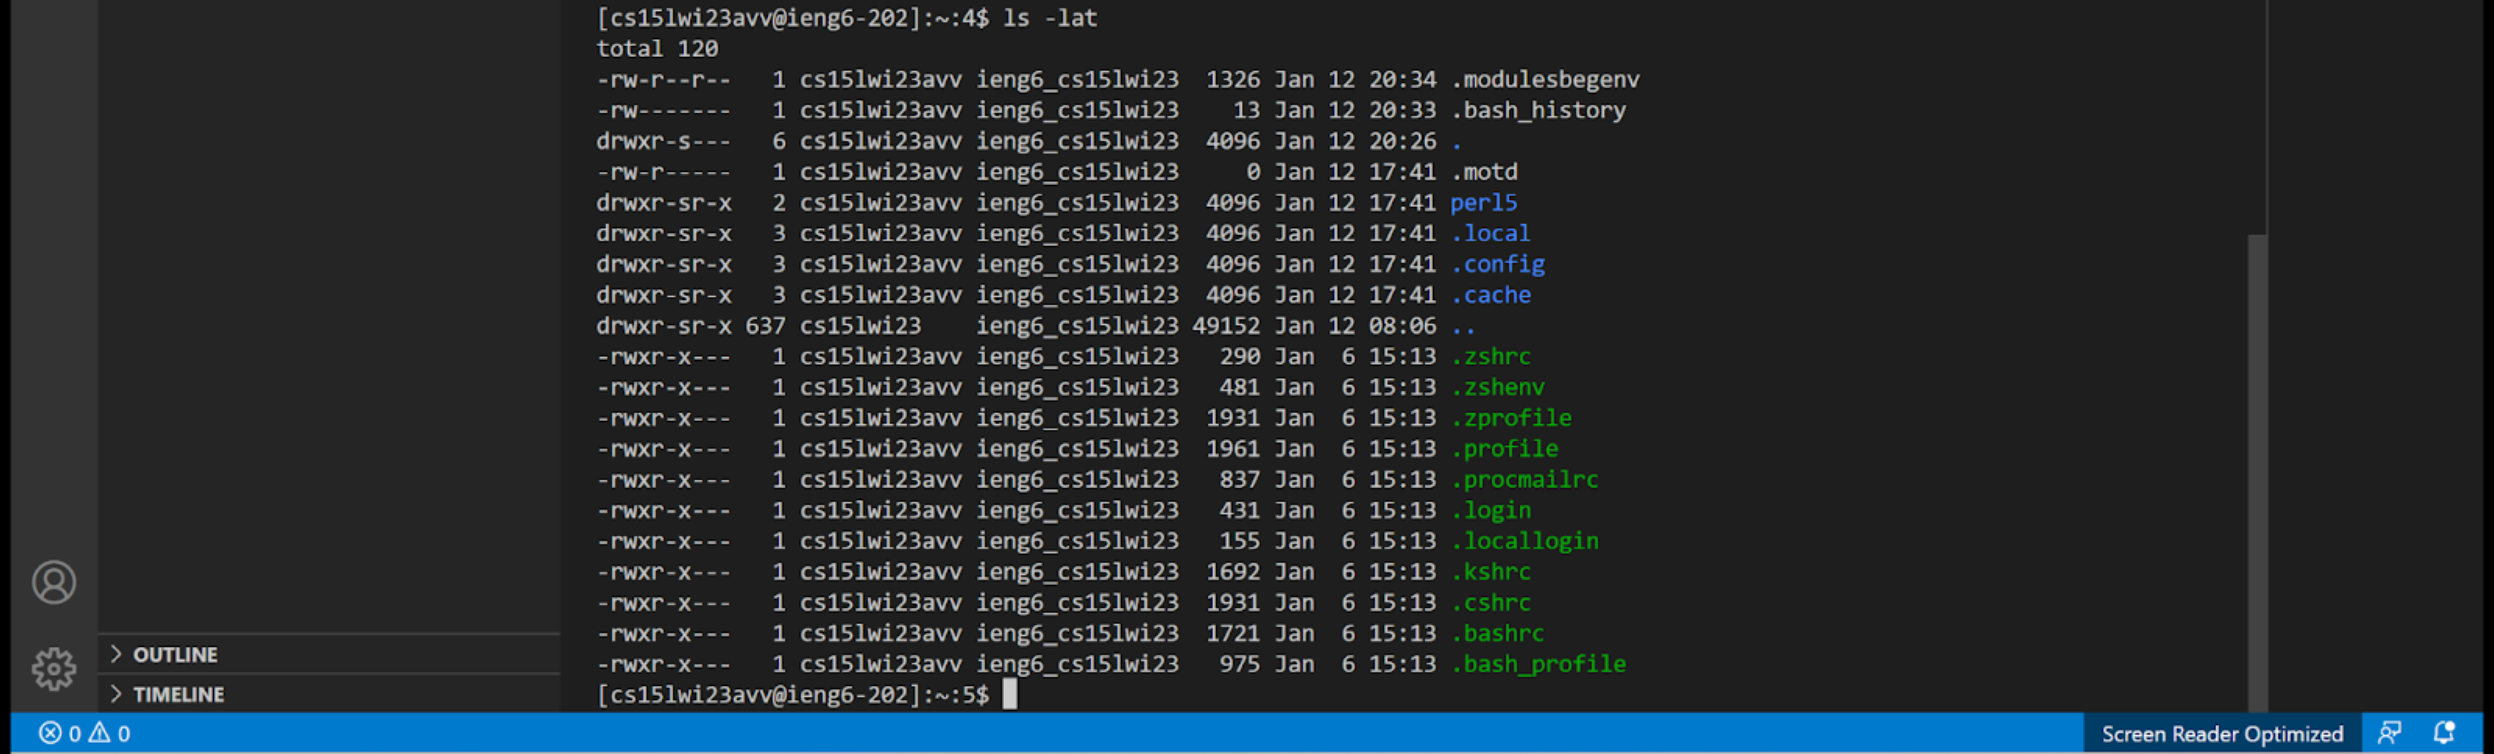 [cs15lwi23avv@ieng6-202]:~:4$ ls -lat
total 120
-rw-r--r--   1 cs15lwi23avv ieng6_cs15lwi23  1326 Jan 12 20:34 .modulesbegenv
-rw-------   1 cs15lwi23avv ieng6_cs15lwi23    13 Jan 12 20:33 .bash_history
drwxr-s---   6 cs15lwi23avv ieng6_cs15lwi23  4096 Jan 12 20:26 .
-rw-r-----   1 cs15lwi23avv ieng6_cs15lwi23     0 Jan 12 17:41 .motd
drwxr-sr-x   2 cs15lwi23avv ieng6_cs15lwi23  4096 Jan 12 17:41 perl5
drwxr-sr-x   3 cs15lwi23avv ieng6_cs15lwi23  4096 Jan 12 17:41 .local
drwxr-sr-x   3 cs15lwi23avv ieng6_cs15lwi23  4096 Jan 12 17:41 .config
drwxr-sr-x   3 cs15lwi23avv ieng6_cs15lwi23  4096 Jan 12 17:41 .cache
drwxr-sr-x 637 cs15lwi23    ieng6_cs15lwi23 49152 Jan 12 08:06 ..
-rwxr-x---   1 cs15lwi23avv ieng6_cs15lwi23   290 Jan  6 15:13 .zshrc
-rwxr-x---   1 cs15lwi23avv ieng6_cs15lwi23   481 Jan  6 15:13 .zshenv
-rwxr-x---   1 cs15lwi23avv ieng6_cs15lwi23  1931 Jan  6 15:13 .zprofile
-rwxr-x---   1 cs15lwi23avv ieng6_cs15lwi23  1961 Jan  6 15:13 .profile
-rwxr-x---   1 cs15lwi23avv ieng6_cs15lwi23   837 Jan  6 15:13 .procmailrc
-rwxr-x---   1 cs15lwi23avv ieng6_cs15lwi23   431 Jan  6 15:13 .login
-rwxr-x---   1 cs15lwi23avv ieng6_cs15lwi23   155 Jan  6 15:13 .locallogin
-rwxr-x---   1 cs15lwi23avv ieng6_cs15lwi23  1692 Jan  6 15:13 .kshrc
-rwxr-x---   1 cs15lwi23avv ieng6_cs15lwi23  1931 Jan  6 15:13 .cshrc
-rwxr-x---   1 cs15lwi23avv ieng6_cs15lwi23  1721 Jan  6 15:13 .bashrc
-rwxr-x---   1 cs15lwi23avv ieng6_cs15lwi23   975 Jan  6 15:13 .bash_profile
[cs15lwi23avv@ieng6-202]:~:5$
OUTLINE
TIMELINE
0 0
Screen Reader Optimized